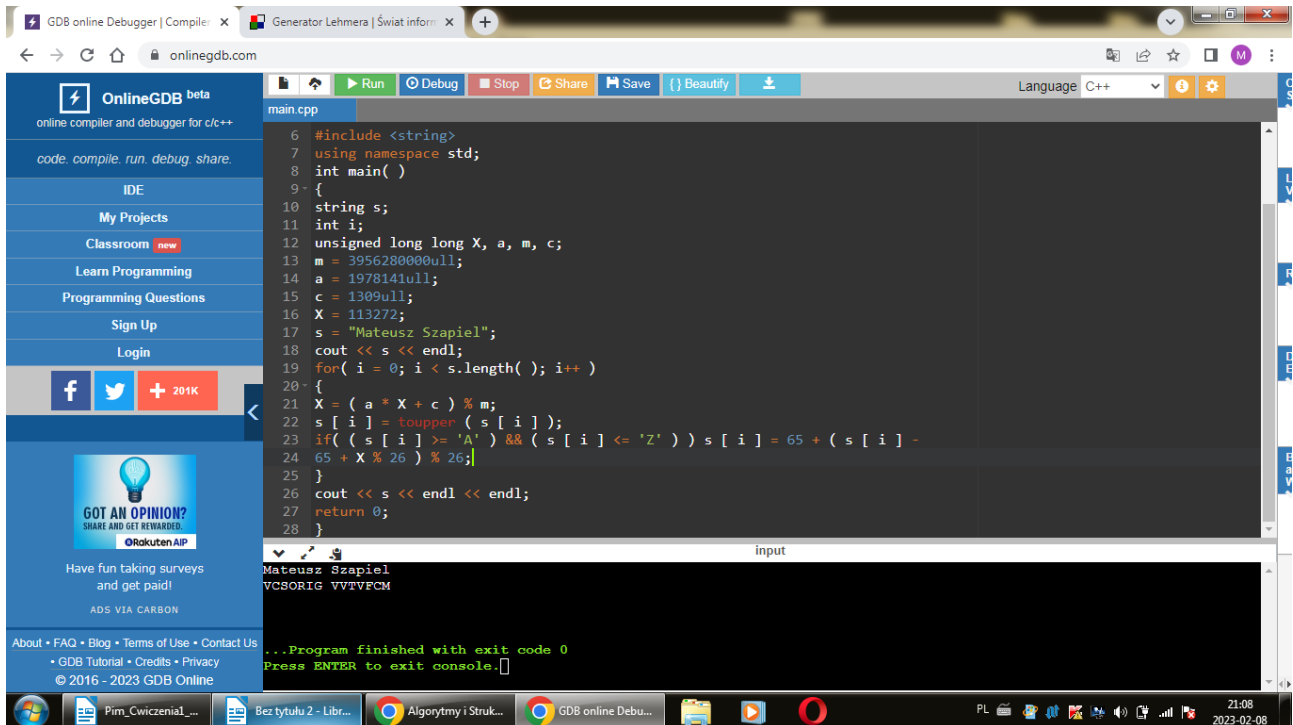 GDB online Debugger | Compiler
Generator Lehmera | Świat inform
onlinegdb.com
M
OnlineGDB beta
online compiler and debugger for c/c++
code. compile. run. debug. share.
IDE
My Projects
Classroom new
Learn Programming
Programming Questions
Sign Up
Login
f
+ 201K
GOT AN OPINION?
SHARE AND GET REWARDED.
Rakuten AIP
Have fun taking surveys
and get paid!
ADS VIA CARBON
About • FAQ • Blog • Terms of Use • Contact Us
• GDB Tutorial • Credits • Privacy
© 2016 - 2023 GDB Online
Run Debug Stop Share Save { } Beautify
Language C++
main.cpp
6 #include <string>
7 using namespace std;
8 int main( )
9 {
10 string s;
11 int i;
12 unsigned long long X, a, m, c;
13 m = 3956280000ull;
14 a = 1978141ull;
15 c = 1309ull;
16 X = 113272;
17 s = "Mateusz Szapiel";
18 cout << s << endl;
19 for( i = 0; i < s.length( ); i++ )
20 {
21 X = ( a * X + c ) % m;
22 s [ i ] = toupper ( s [ i ] );
23 if( ( s [ i ] >= 'A' ) && ( s [ i ] <= 'Z' ) ) s [ i ] = 65 + ( s [ i ] -
24 65 + X % 26 ) % 26;
25 }
26 cout << s << endl << endl;
27 return 0;
28 }
input
Mateusz Szapiel
VCSORIG VVTVFCM
...Program finished with exit code 0
Press ENTER to exit console.
Pim_Cwiczenia1_...
Bez tytułu 2 - Libr...
Algorytmy i Struk...
GDB online Debu...
PL
21:08
2023-02-08